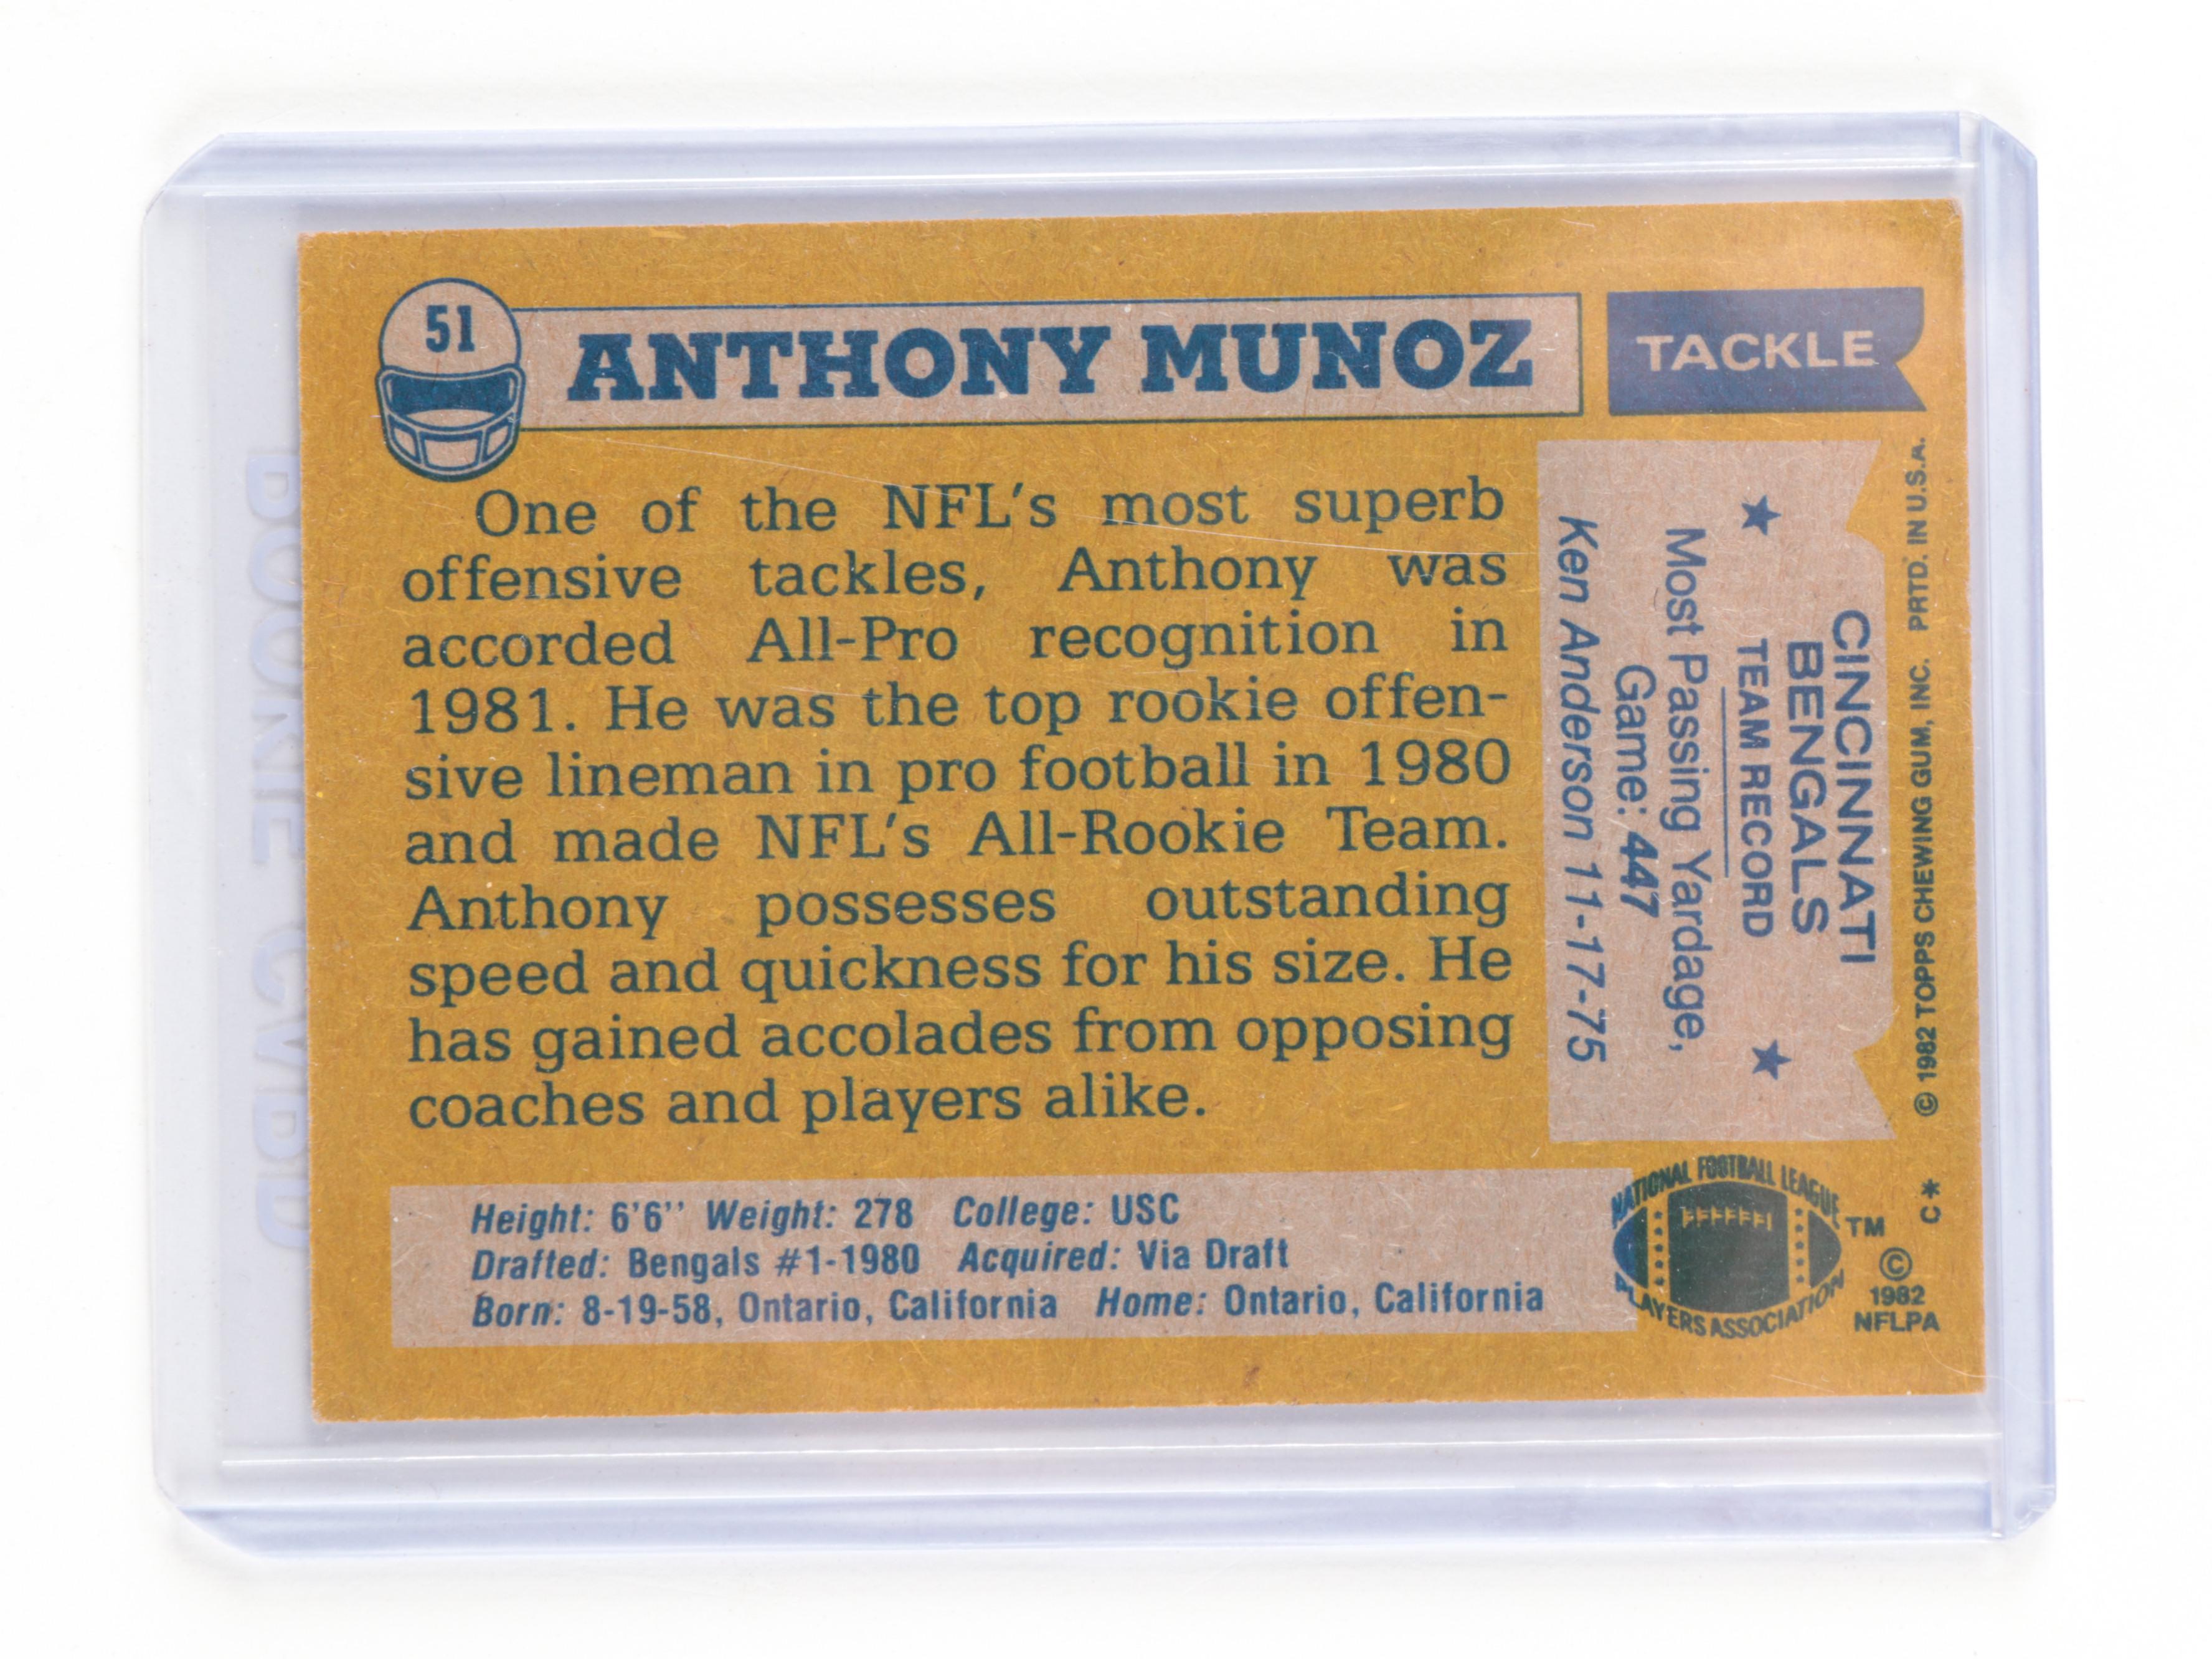 51
ANTHONY MUNOZ
TACKLE
One of the NFL's most superb
offensive tackles, Anthony was
accorded All-Pro recognition in
1981. He was the top rookie offen-
sive lineman in pro football in 1980
and made NFL's All-Rookie Team.
Anthony possesses outstanding
speed and quickness for his size. He
has gained accolades from opposing
coaches and players alike.
CINCINNATI
BENGALS
TEAM RECORD
Most Passing Yardage,
Game: 447
Ken Anderson 11-17-75
© 1982 TOPPS CHEWING GUM, INC. PRTD. IN U.S.A.
C*
Height: 6'6'' Weight: 278 College: USC
Drafted: Bengals #1-1980 Acquired: Via Draft
Born: 8-19-58, Ontario, California Home: Ontario, California
NATIONAL FOOTBALL LEAGUE
PLAYERS ASSOCIATION
TM
©
1982
NFLPA
ROOKIE CARD